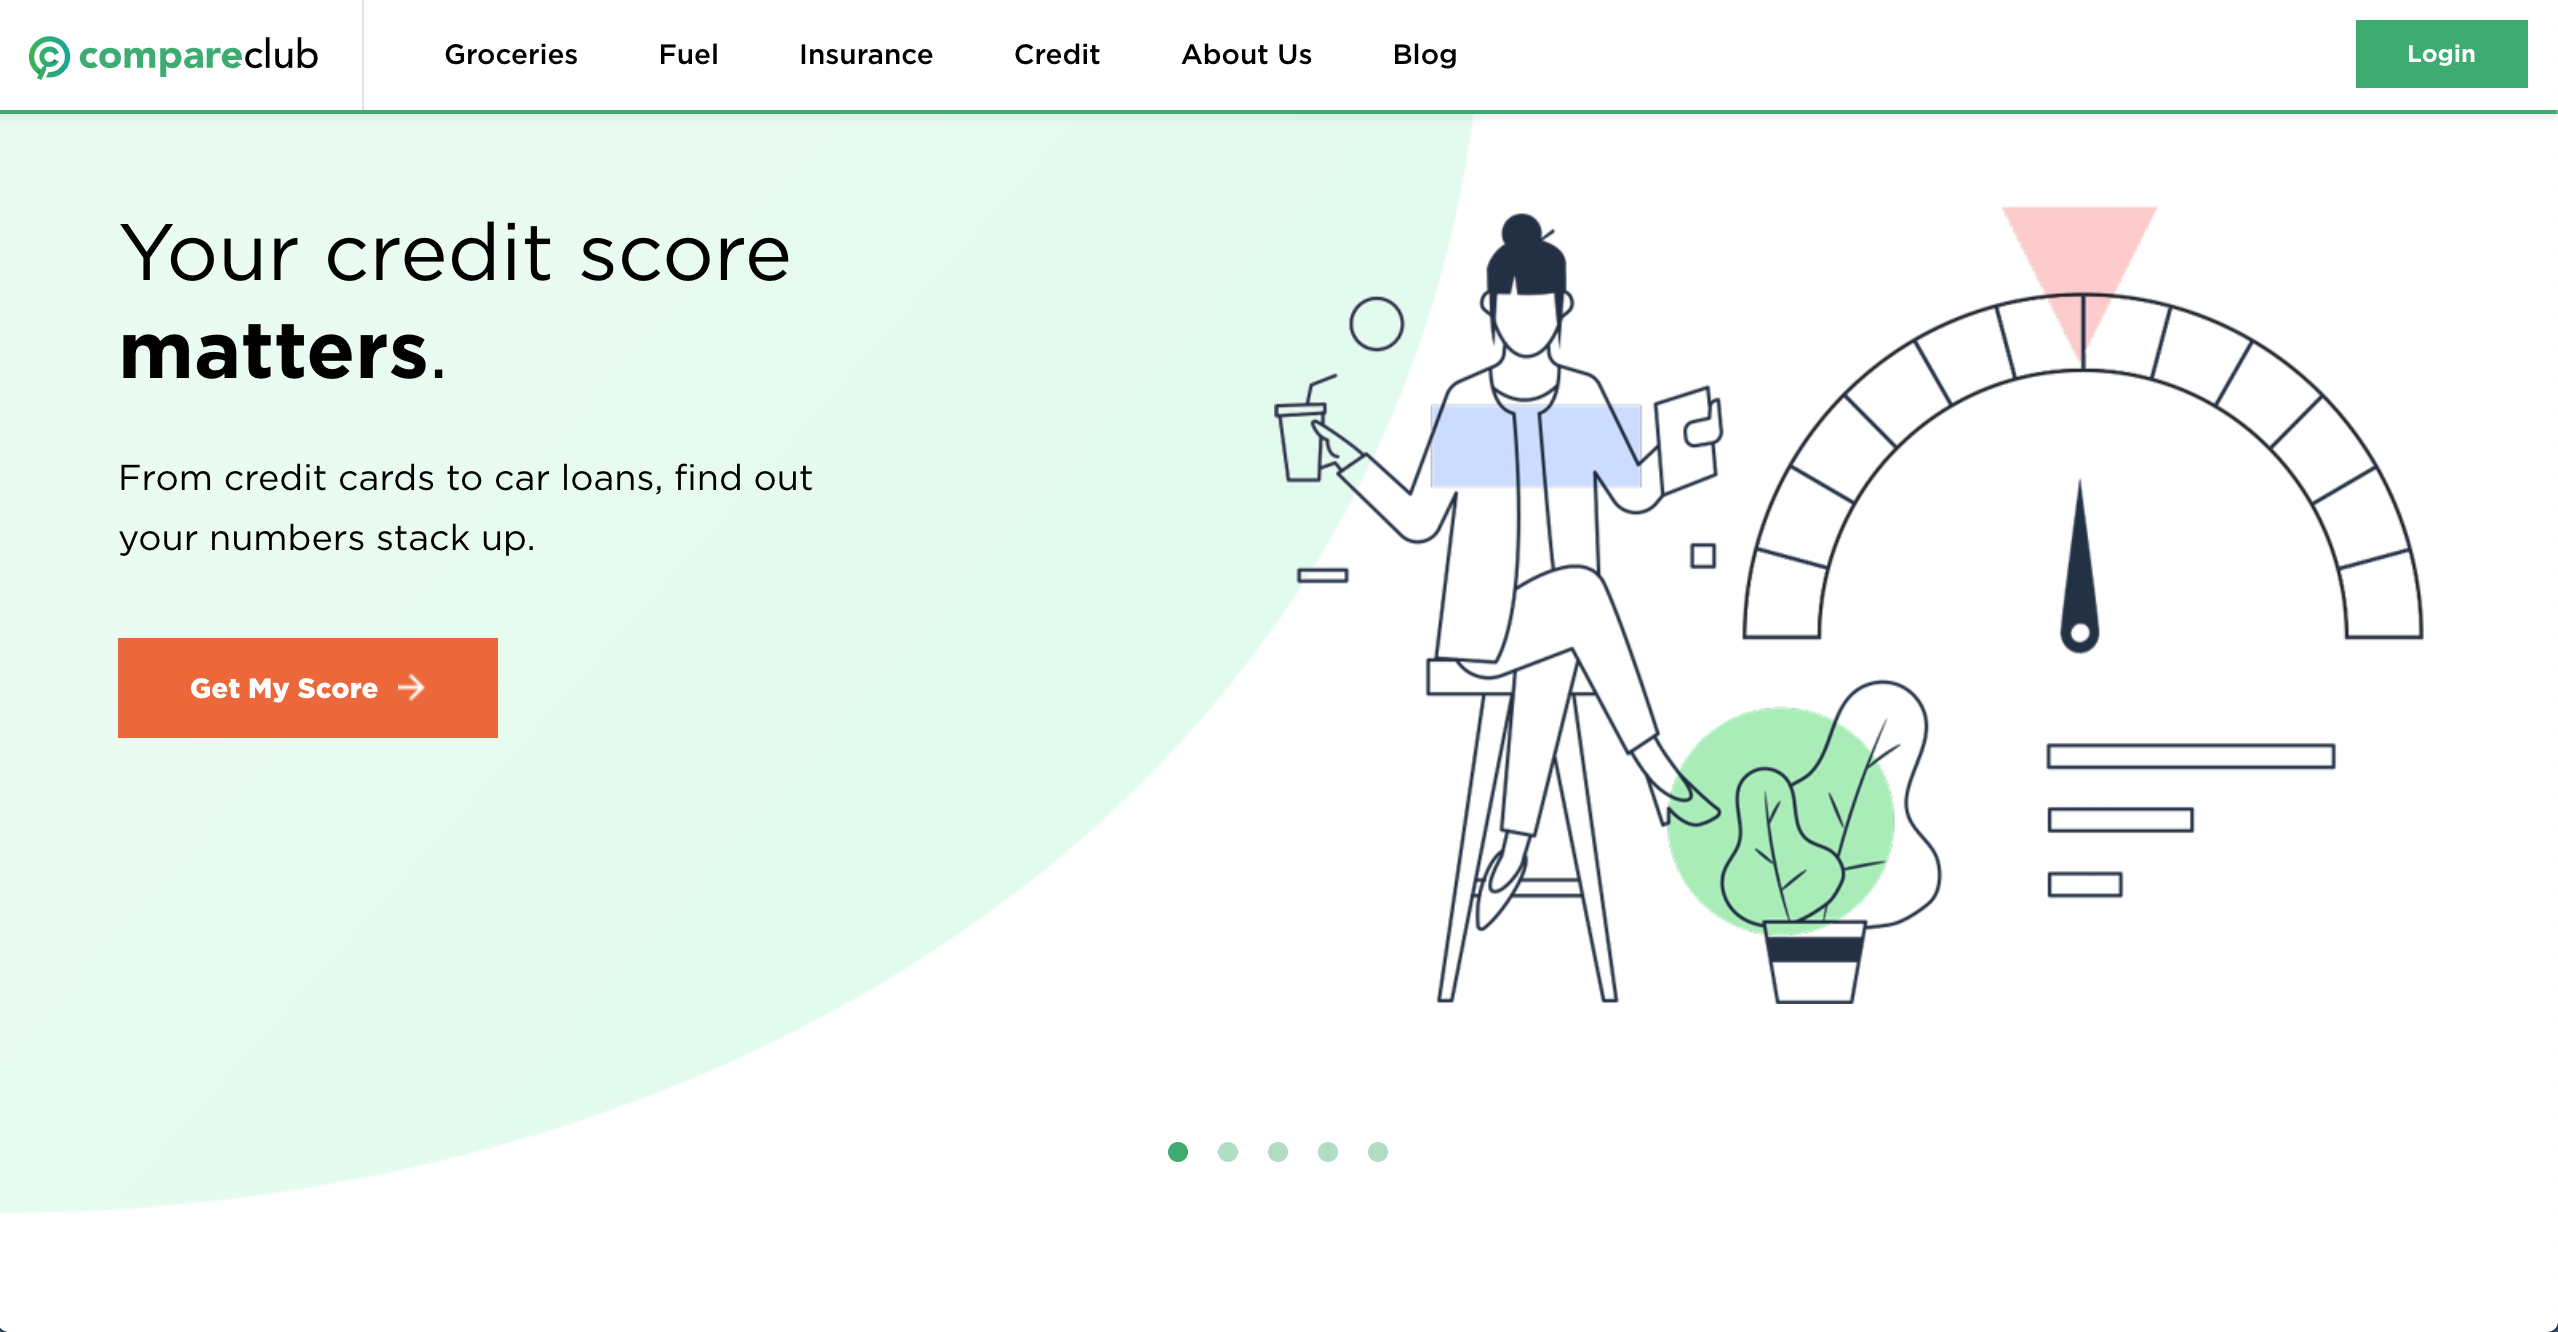 compareclub
Groceries
Fuel
Insurance
Credit
About Us
Blog
Login
Your credit score
matters.
From credit cards to car loans, find out
your numbers stack up.
Get My Score